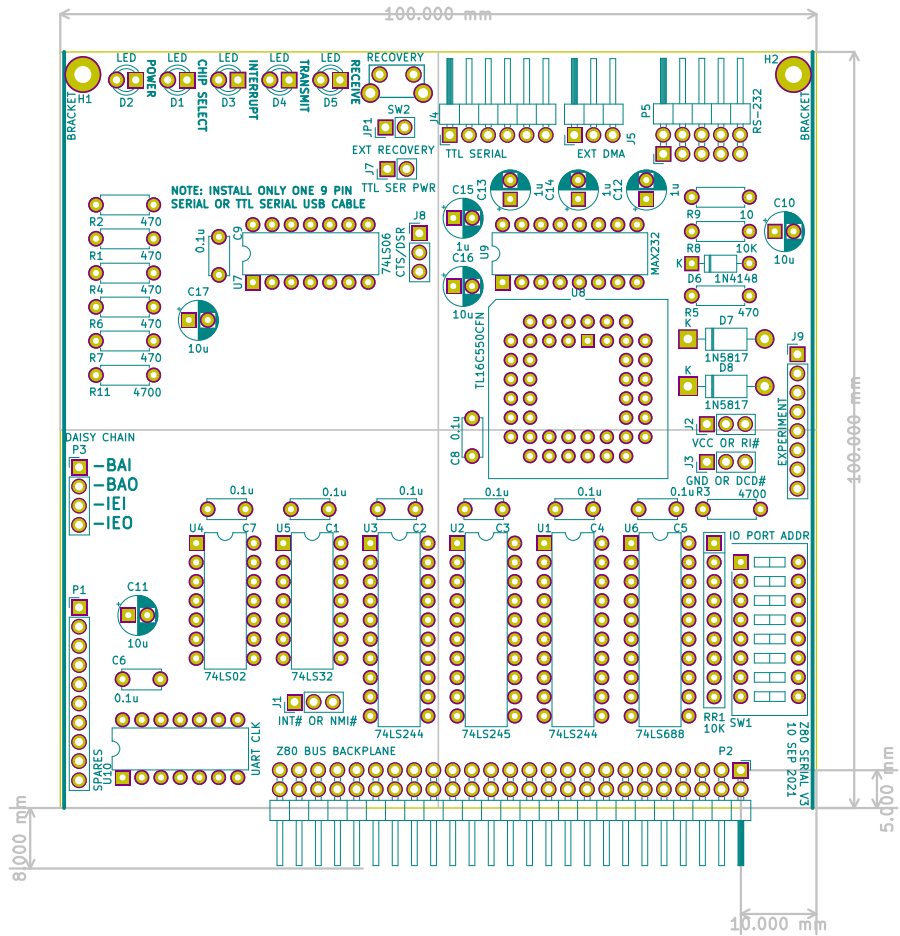 100.000 mm
LED
LED
LED
LED
LED
RECOVERY
H2
H1
D2
D1
D3
D4
D5
POWER
CHIP SELECT
INTERRUPT
TRANSMIT
RECEIVE
SW2
BRACKET
BRACKET
JP1
EXT RECOVERY
J7
TTL SER PWR
J4
TTL SERIAL
J5
EXT DMA
P5
RS-232
NOTE: INSTALL ONLY ONE 9 PIN
SERIAL OR TTL SERIAL USB CABLE
R2
470
R1
470
R4
470
R6
470
R7
470
R11
4700
0.1u
C9
U7
74LS06
J8
CTS/DSR
C17
10u
C15
1u
C16
10u
C13
1u
C14
1u
C12
1u
U9
MAX232
R9
10
R8
10K
C10
10u
K
D6
1N4148
R5
470
U8
TL16C550CFN
K
D7
1N5817
K
D8
1N5817
J9
EXPERIMENT
0.1u
C8
J2
VCC OR RI#
J3
GND OR DCD#
R3
4700
100.000 mm
DAISY CHAIN
P3
-BAI
-BAO
-IEI
-IEO
0.1u
0.1u
0.1u
0.1u
0.1u
0.1u
U4
C7
U5
C1
U3
C2
U2
C3
U1
C4
U6
C5
IO PORT ADDR
74LS02
74LS32
74LS244
74LS245
74LS244
74LS688
RR1
10K
SW1
P1
SPARES
C11
10u
C6
0.1u
J1
INT# OR NMI#
U10
UART CLK
Z80 BUS BACKPLANE
P2
Z80 SERIAL V3
10 SEP 2021
5.000 mm
8.000 mm
10.000 mm